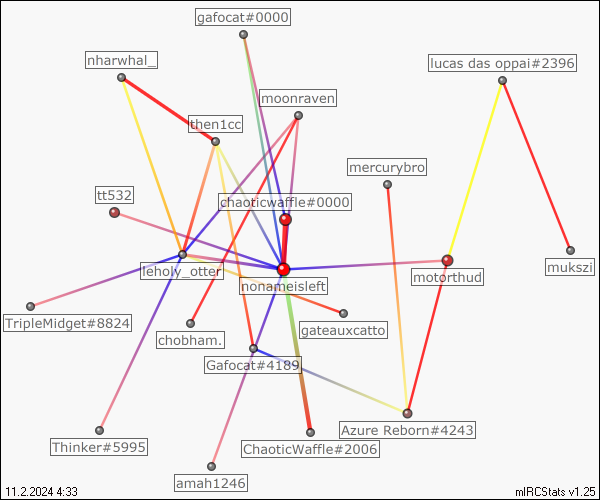 gafocat#0000
nharwhal_
lucas das oppai#2396
moonraven
then1cc
mercurybro
tt532
chaoticwaffle#0000
leholy_otter
motorthud
mukszi
nonameisleft
TripleMidget#8824
gateauxcatto
chobham.
Gafocat#4189
Azure Reborn#4243
Thinker#5995
ChaoticWaffle#2006
amah1246
11.2.2024 4:33
mIRCStats v1.25